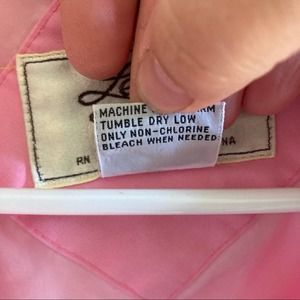 MACHINE
TUMBLE DRY LOW
ONLY NON-CHLORINE
BLEACH WHEN NEEDED
RN